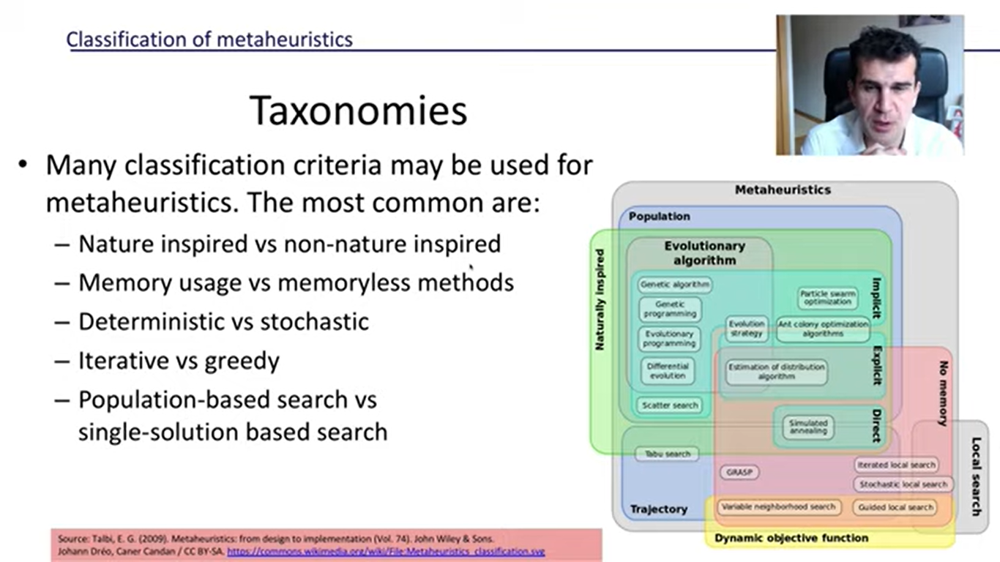 Classification of metaheuristics
Taxonomies
• Many classification criteria may be used for
metaheuristics. The most common are:
– Nature inspired vs non-nature inspired
– Memory usage vs memoryless methods
– Deterministic vs stochastic
– Iterative vs greedy
– Population-based search vs
single-solution based search
Metaheuristics
Population
Naturally inspired
Evolutionary
algorithm
Genetic algorithm
Genetic
programming
Evolutionary
programming
Differential
evolution
Scatter search
Implicit
Particle swarm
optimization
Evolution
strategy
Ant colony optimization
algorithms
Explicit
Estimation of distribution
algorithm
No memory
Direct
Simulated
annealing
Tabu search
GRASP
Iterated local search
Stochastic local search
Local search
Trajectory
Variable neighborhood search
Guided local search
Dynamic objective function
Source: Talbi, E. G. (2009). Metaheuristics: from design to implementation (Vol. 74). John Wiley & Sons.
Johann Dréo, Caner Candan / CC BY-SA. https://commons.wikimedia.org/wiki/File:Metaheuristics_classification.svg